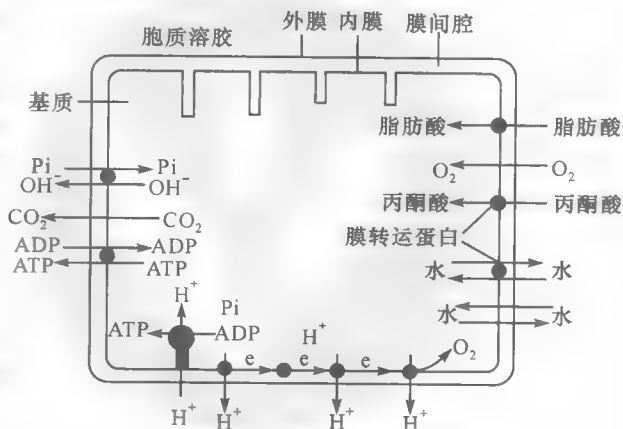 胞质溶胶 外膜 内膜 膜间腔
基质
脂肪酸 脂肪酸
Pi Pi
OH⁻ OH⁻
O₂ O₂
CO₂ CO₂
丙酮酸 丙酮酸
膜转运蛋白
ADP ADP
ATP ATP
水 水
H⁺ Pi
ATP ADP
H⁺
水 水
e e e O₂
H⁺ H⁺ H⁺ H⁺